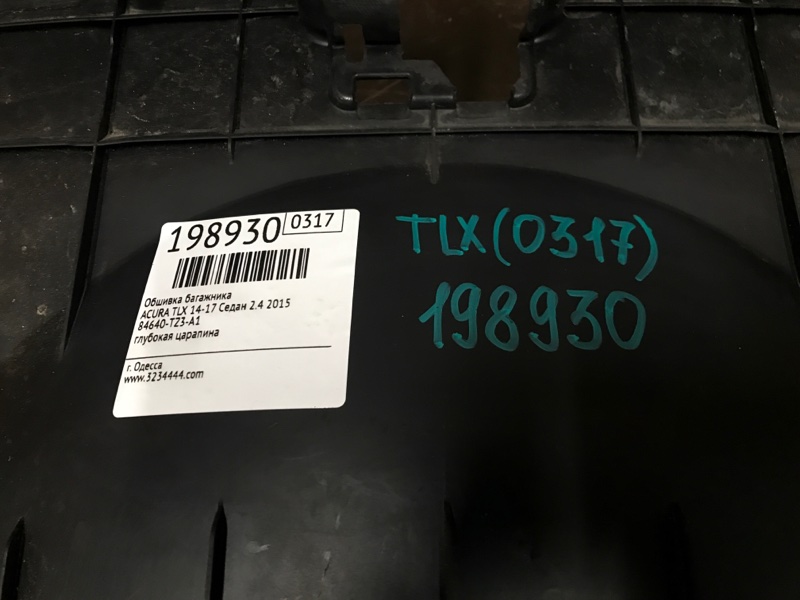 198930 0317
Обшивка багажника
ACURA TLX 14-17 Седан 2.4 2015
84640-TZ3-A1
глубокая царапина
г. Одесса
www.3234444.com
TLX(0317)
198930